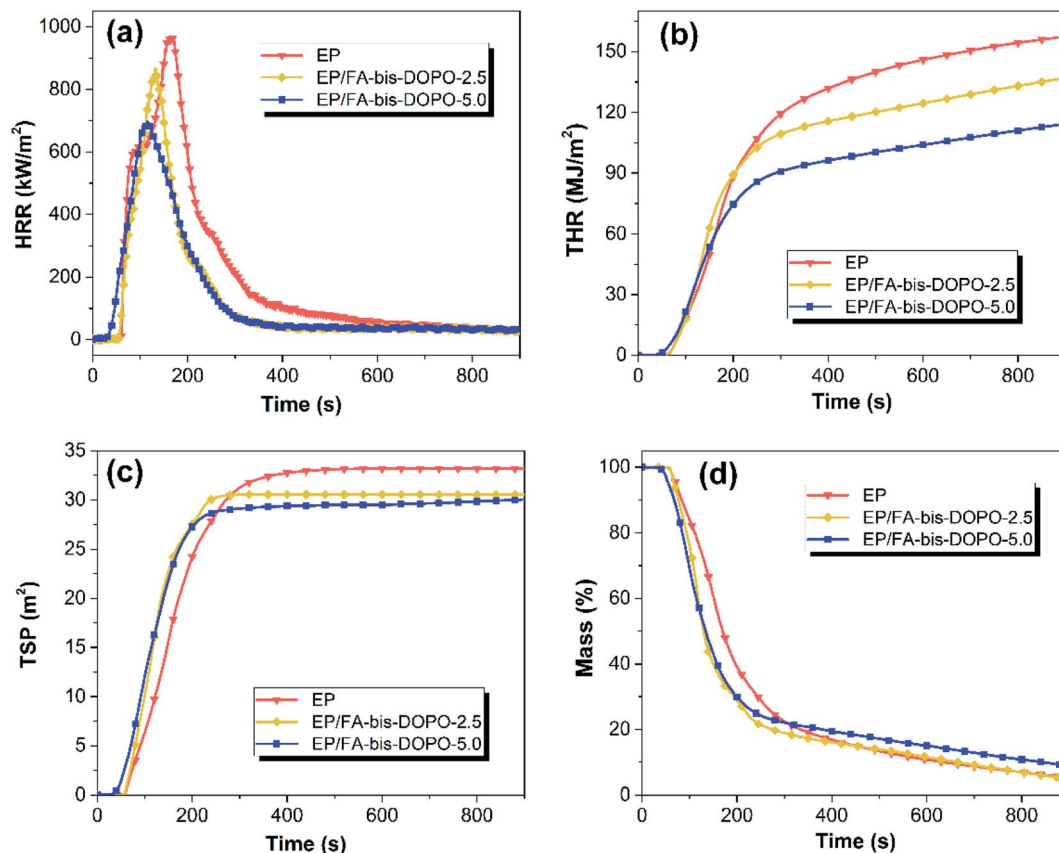 (a)
HRR (kW/m²)
1000
800
600
400
200
0
0 200 400 600 800
Time (s)
EP
EP/FA-bis-DOPO-2.5
EP/FA-bis-DOPO-5.0
(b)
THR (MJ/m²)
150
120
90
60
30
0
0 200 400 600 800
Time (s)
EP
EP/FA-bis-DOPO-2.5
EP/FA-bis-DOPO-5.0
(c)
TSP (m²)
35
30
25
20
15
10
5
0
0 200 400 600 800
Time (s)
EP
EP/FA-bis-DOPO-2.5
EP/FA-bis-DOPO-5.0
(d)
Mass (%)
100
80
60
40
20
0
0 200 400 600 800
Time (s)
EP
EP/FA-bis-DOPO-2.5
EP/FA-bis-DOPO-5.0